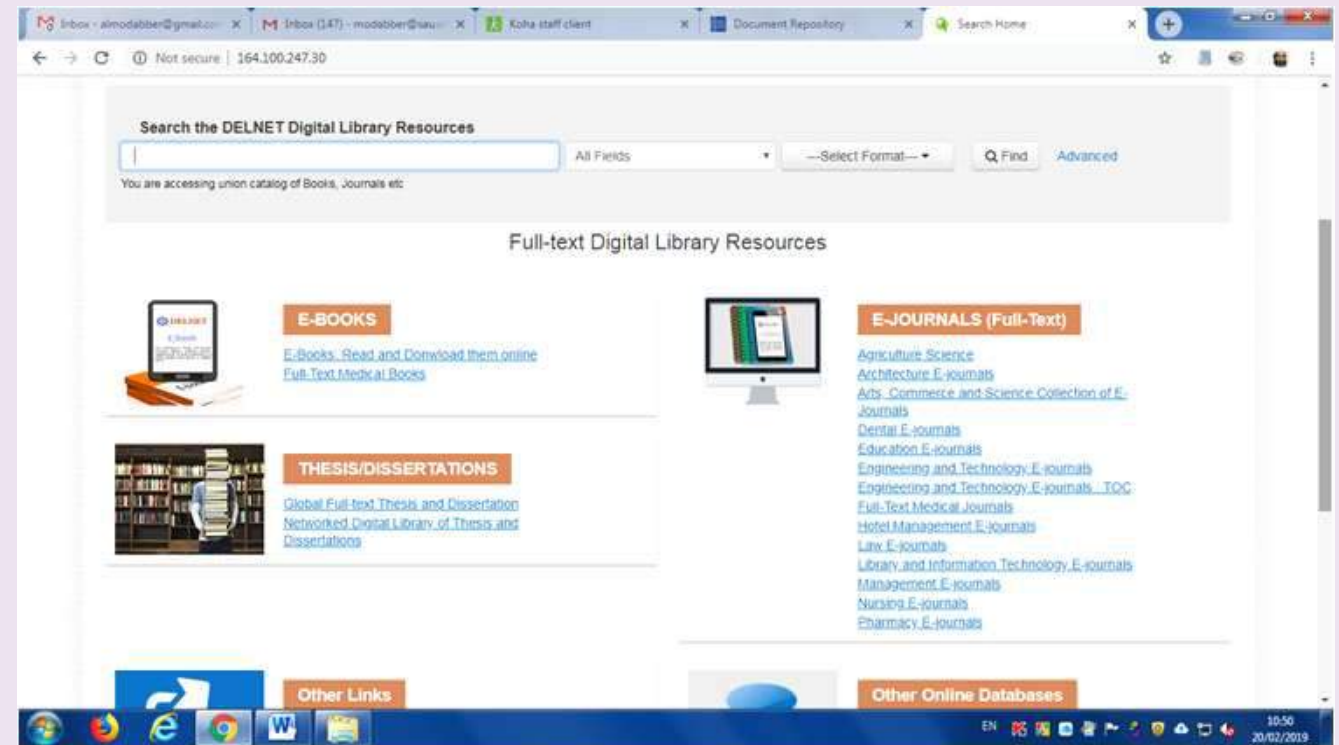 Inbox - almodabber@gmail.com
Inbox (147) - modabber@sau
Koha staff client
Document Repository
Search Home
Not secure | 164.100.247.30
Search the DELNET Digital Library Resources
All Fields
---Select Format---
Find
Advanced
You are accessing union catalog of Books, Journals etc
Full-text Digital Library Resources
DELNET
E-BOOKS
E-Books: Read and Donwload them online
Full-Text Medical Books
THESIS/DISSERTATIONS
Global Full-text Thesis and Dissertation
Networked Digital Library of Thesis and
Dissertations
E-JOURNALS (Full-Text)
Agriculture Science
Architecture E-journals
Arts, Commerce and Science Collection of E-
Journals
Dental E-journals
Education E-journals
Engineering and Technology E-journals
Engineering and Technology E-journals TOC
Full-Text Medical Journals
Hotel Management E-journals
Law E-journals
Library and Information Technology E-journals
Management E-journals
Nursing E-journals
Pharmacy E-journals
Other Links
Other Online Databases
EN
10:50
20/02/2019